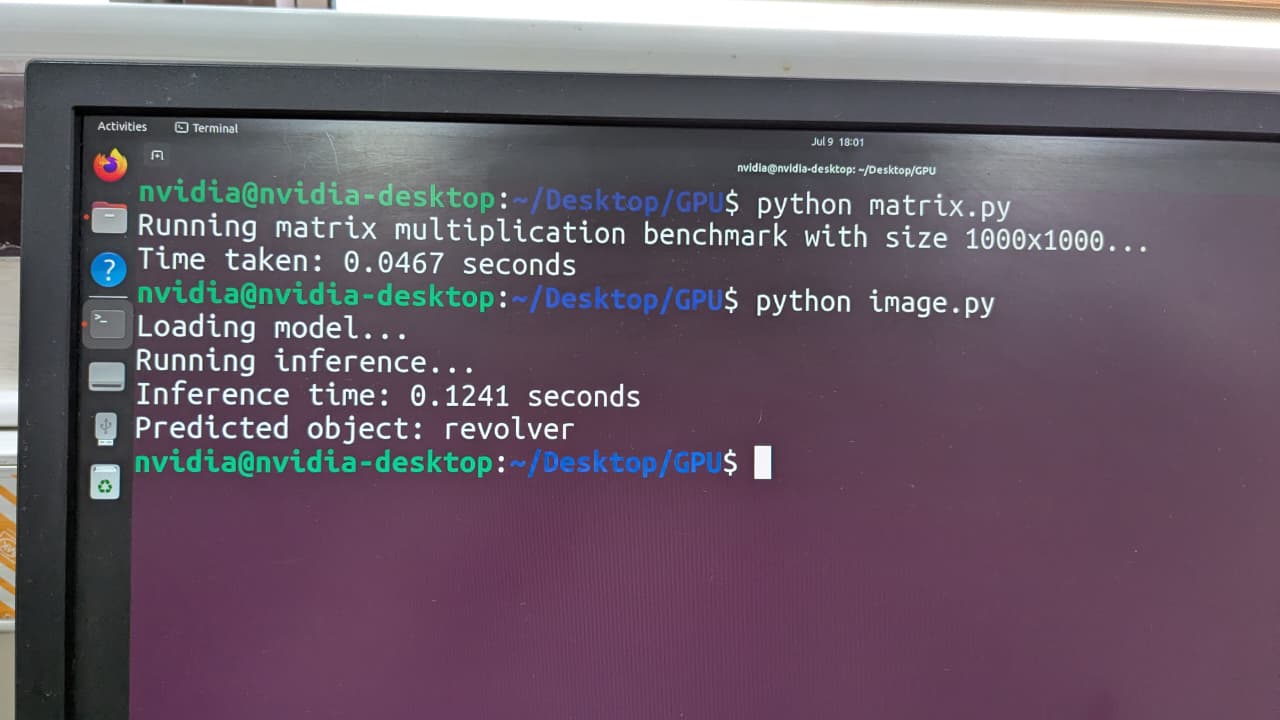 Activities
Terminal
Jul 9 18:01
nvidia@nvidia-desktop: ~/Desktop/GPU
nvidia@nvidia-desktop:~/Desktop/GPU$ python matrix.py
Running matrix multiplication benchmark with size 1000x1000...
Time taken: 0.0467 seconds
nvidia@nvidia-desktop:~/Desktop/GPU$ python image.py
Loading model...
Running inference...
Inference time: 0.1241 seconds
Predicted object: revolver
nvidia@nvidia-desktop:~/Desktop/GPU$